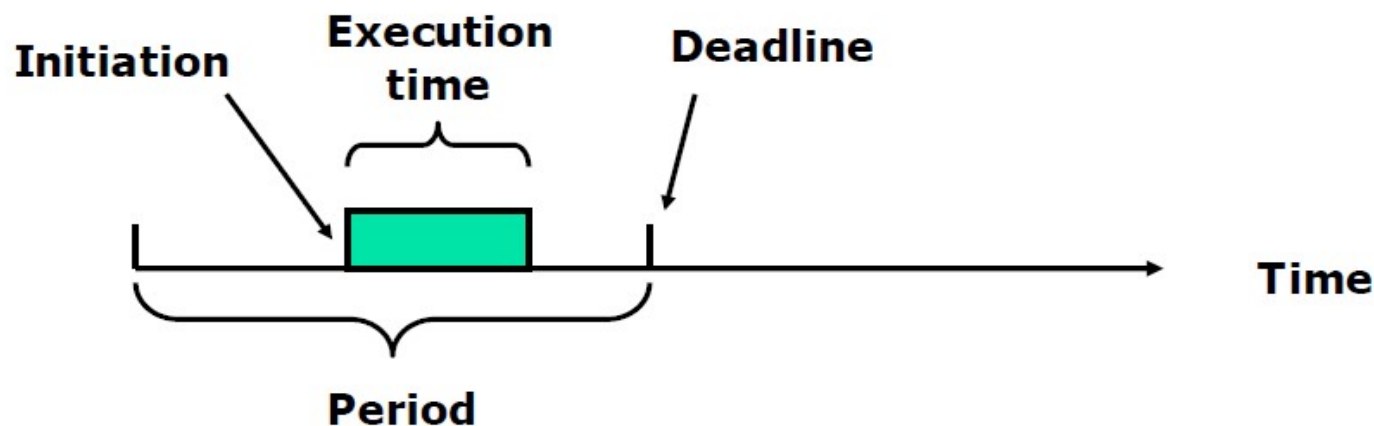 Initiation
Execution
time
Deadline
Time
Period